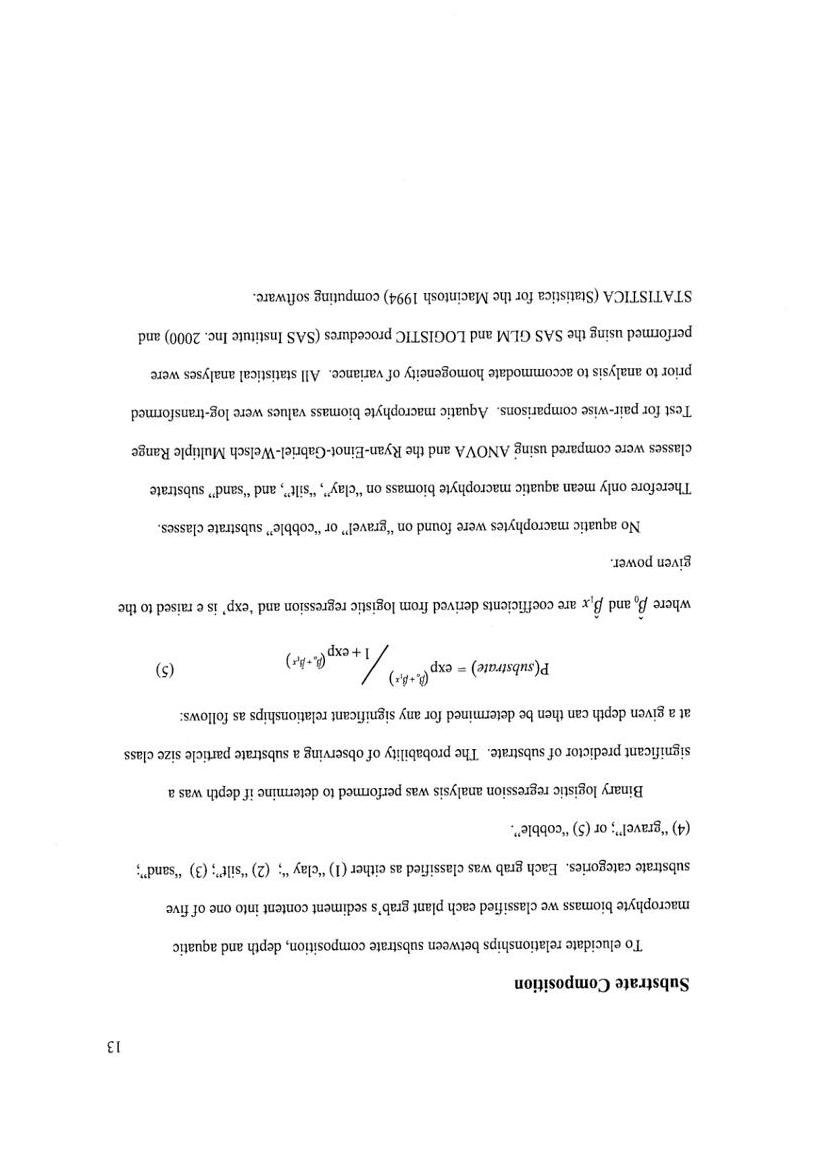 13
Substrate Composition
To elucidate relationships between substrate composition, depth and aquatic
macrophyte biomass we classified each plant grab's sediment content into one of five
substrate categories. Each grab was classified as either (1) "clay "; (2) "silt"; (3) "sand";
(4) "gravel"; or (5) "cobble".
Binary logistic regression analysis was performed to determine if depth was a
significant predictor of substrate. The probability of observing a substrate particle size class
at a given depth can then be determined for any significant relationships as follows:
P(substrate) = exp^(β̂₀ + β̂₁x) / 1 + exp^(β̂₀ + β̂₁x) (5)
where β̂₀ and β̂₁x are coefficients derived from logistic regression and 'exp' is e raised to the
given power.
No aquatic macrophytes were found on "gravel" or "cobble" substrate classes.
Therefore only mean aquatic macrophyte biomass on "clay", "silt", and "sand" substrate
classes were compared using ANOVA and the Ryan-Einot-Gabriel-Welsch Multiple Range
Test for pair-wise comparisons. Aquatic macrophyte biomass values were log-transformed
prior to analysis to accommodate homogeneity of variance. All statistical analyses were
performed using the SAS GLM and LOGISTIC procedures (SAS Institute Inc. 2000) and
STATISTICA (Statistica for the Macintosh 1994) computing software.